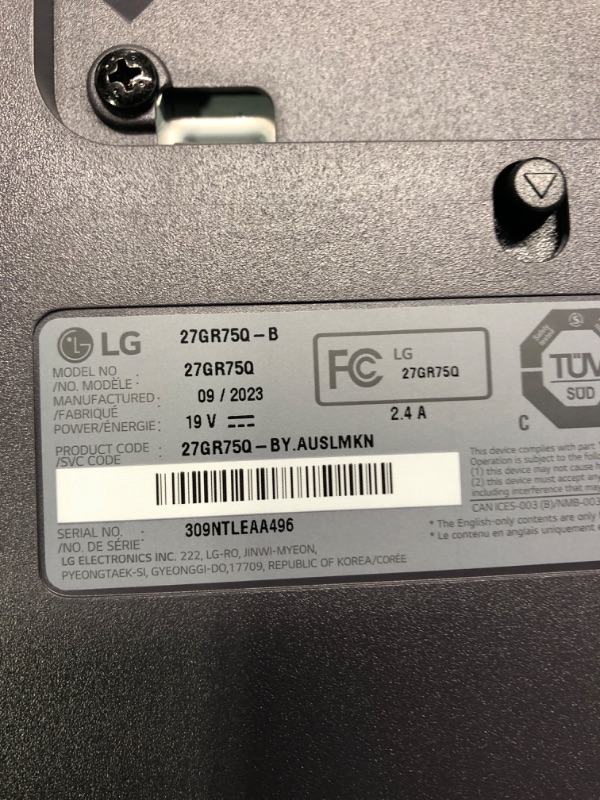 LG 27GR75Q-B
MODEL NO
/NO. MODÈLE : 27GR75Q
MANUFACTURED
/FABRIQUÉ : 09 / 2023
POWER/ÉNERGIE: 19 V
2.4 A
FC LG
27GR75Q
TÜV
SÜD
C
PRODUCT CODE
/SVC CODE : 27GR75Q-BY.AUSLMKN
SERIAL NO.
/NO. DE SÉRIE : 309NTLEAA496
LG ELECTRONICS INC. 222, LG-RO, JINWI-MYEON,
PYEONGTAEK-SI, GYEONGGI-DO,17709, REPUBLIC OF KOREA/CORÉE
This device complies with part
Operation is subject to the
(1) this device may not cause
(2) this device must
including interference that
CAN ICES-003 (B)/NMB-003
* The English-only contents are only
* Le contenu en anglais uniquement